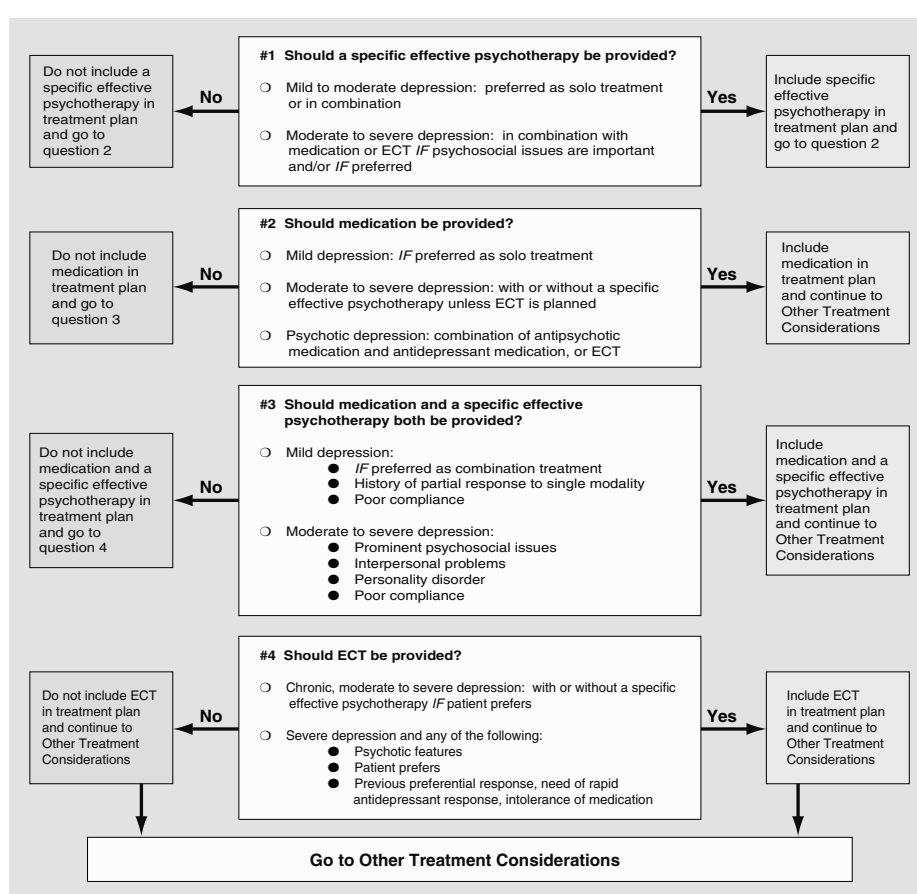 #1 Should a specific effective psychotherapy be provided?
❍ Mild to moderate depression: preferred as solo treatment
or in combination
❍ Moderate to severe depression: in combination with
medication or ECT IF psychosocial issues are important
and/or IF preferred
No
Do not include a
specific effective
psychotherapy in
treatment plan
and go to
question 2
Yes
Include specific
effective
psychotherapy in
treatment plan and
go to question 2
#2 Should medication be provided?
❍ Mild depression: IF preferred as solo treatment
❍ Moderate to severe depression: with or without a specific
effective psychotherapy unless ECT is planned
❍ Psychotic depression: combination of antipsychotic
medication and antidepressant medication, or ECT
No
Do not include
medication in
treatment plan
and go to
question 3
Yes
Include
medication in
treatment plan
and continue to
Other Treatment
Considerations
#3 Should medication and a specific effective
psychotherapy both be provided?
❍ Mild depression:
● IF preferred as combination treatment
● History of partial response to single modality
● Poor compliance
❍ Moderate to severe depression:
● Prominent psychosocial issues
● Interpersonal problems
● Personality disorder
● Poor compliance
No
Do not include
medication and a
specific effective
psychotherapy in
treatment plan
and go to
question 4
Yes
Include
medication and a
specific effective
psychotherapy in
treatment plan
and continue to
Other Treatment
Considerations
#4 Should ECT be provided?
❍ Chronic, moderate to severe depression: with or without a specific
effective psychotherapy IF patient prefers
❍ Severe depression and any of the following:
● Psychotic features
● Patient prefers
● Previous preferential response, need of rapid
antidepressant response, intolerance of medication
No
Do not include ECT
in treatment plan
and continue to
Other Treatment
Considerations
Yes
Include ECT
in treatment plan
and continue to
Other Treatment
Considerations
Go to Other Treatment Considerations